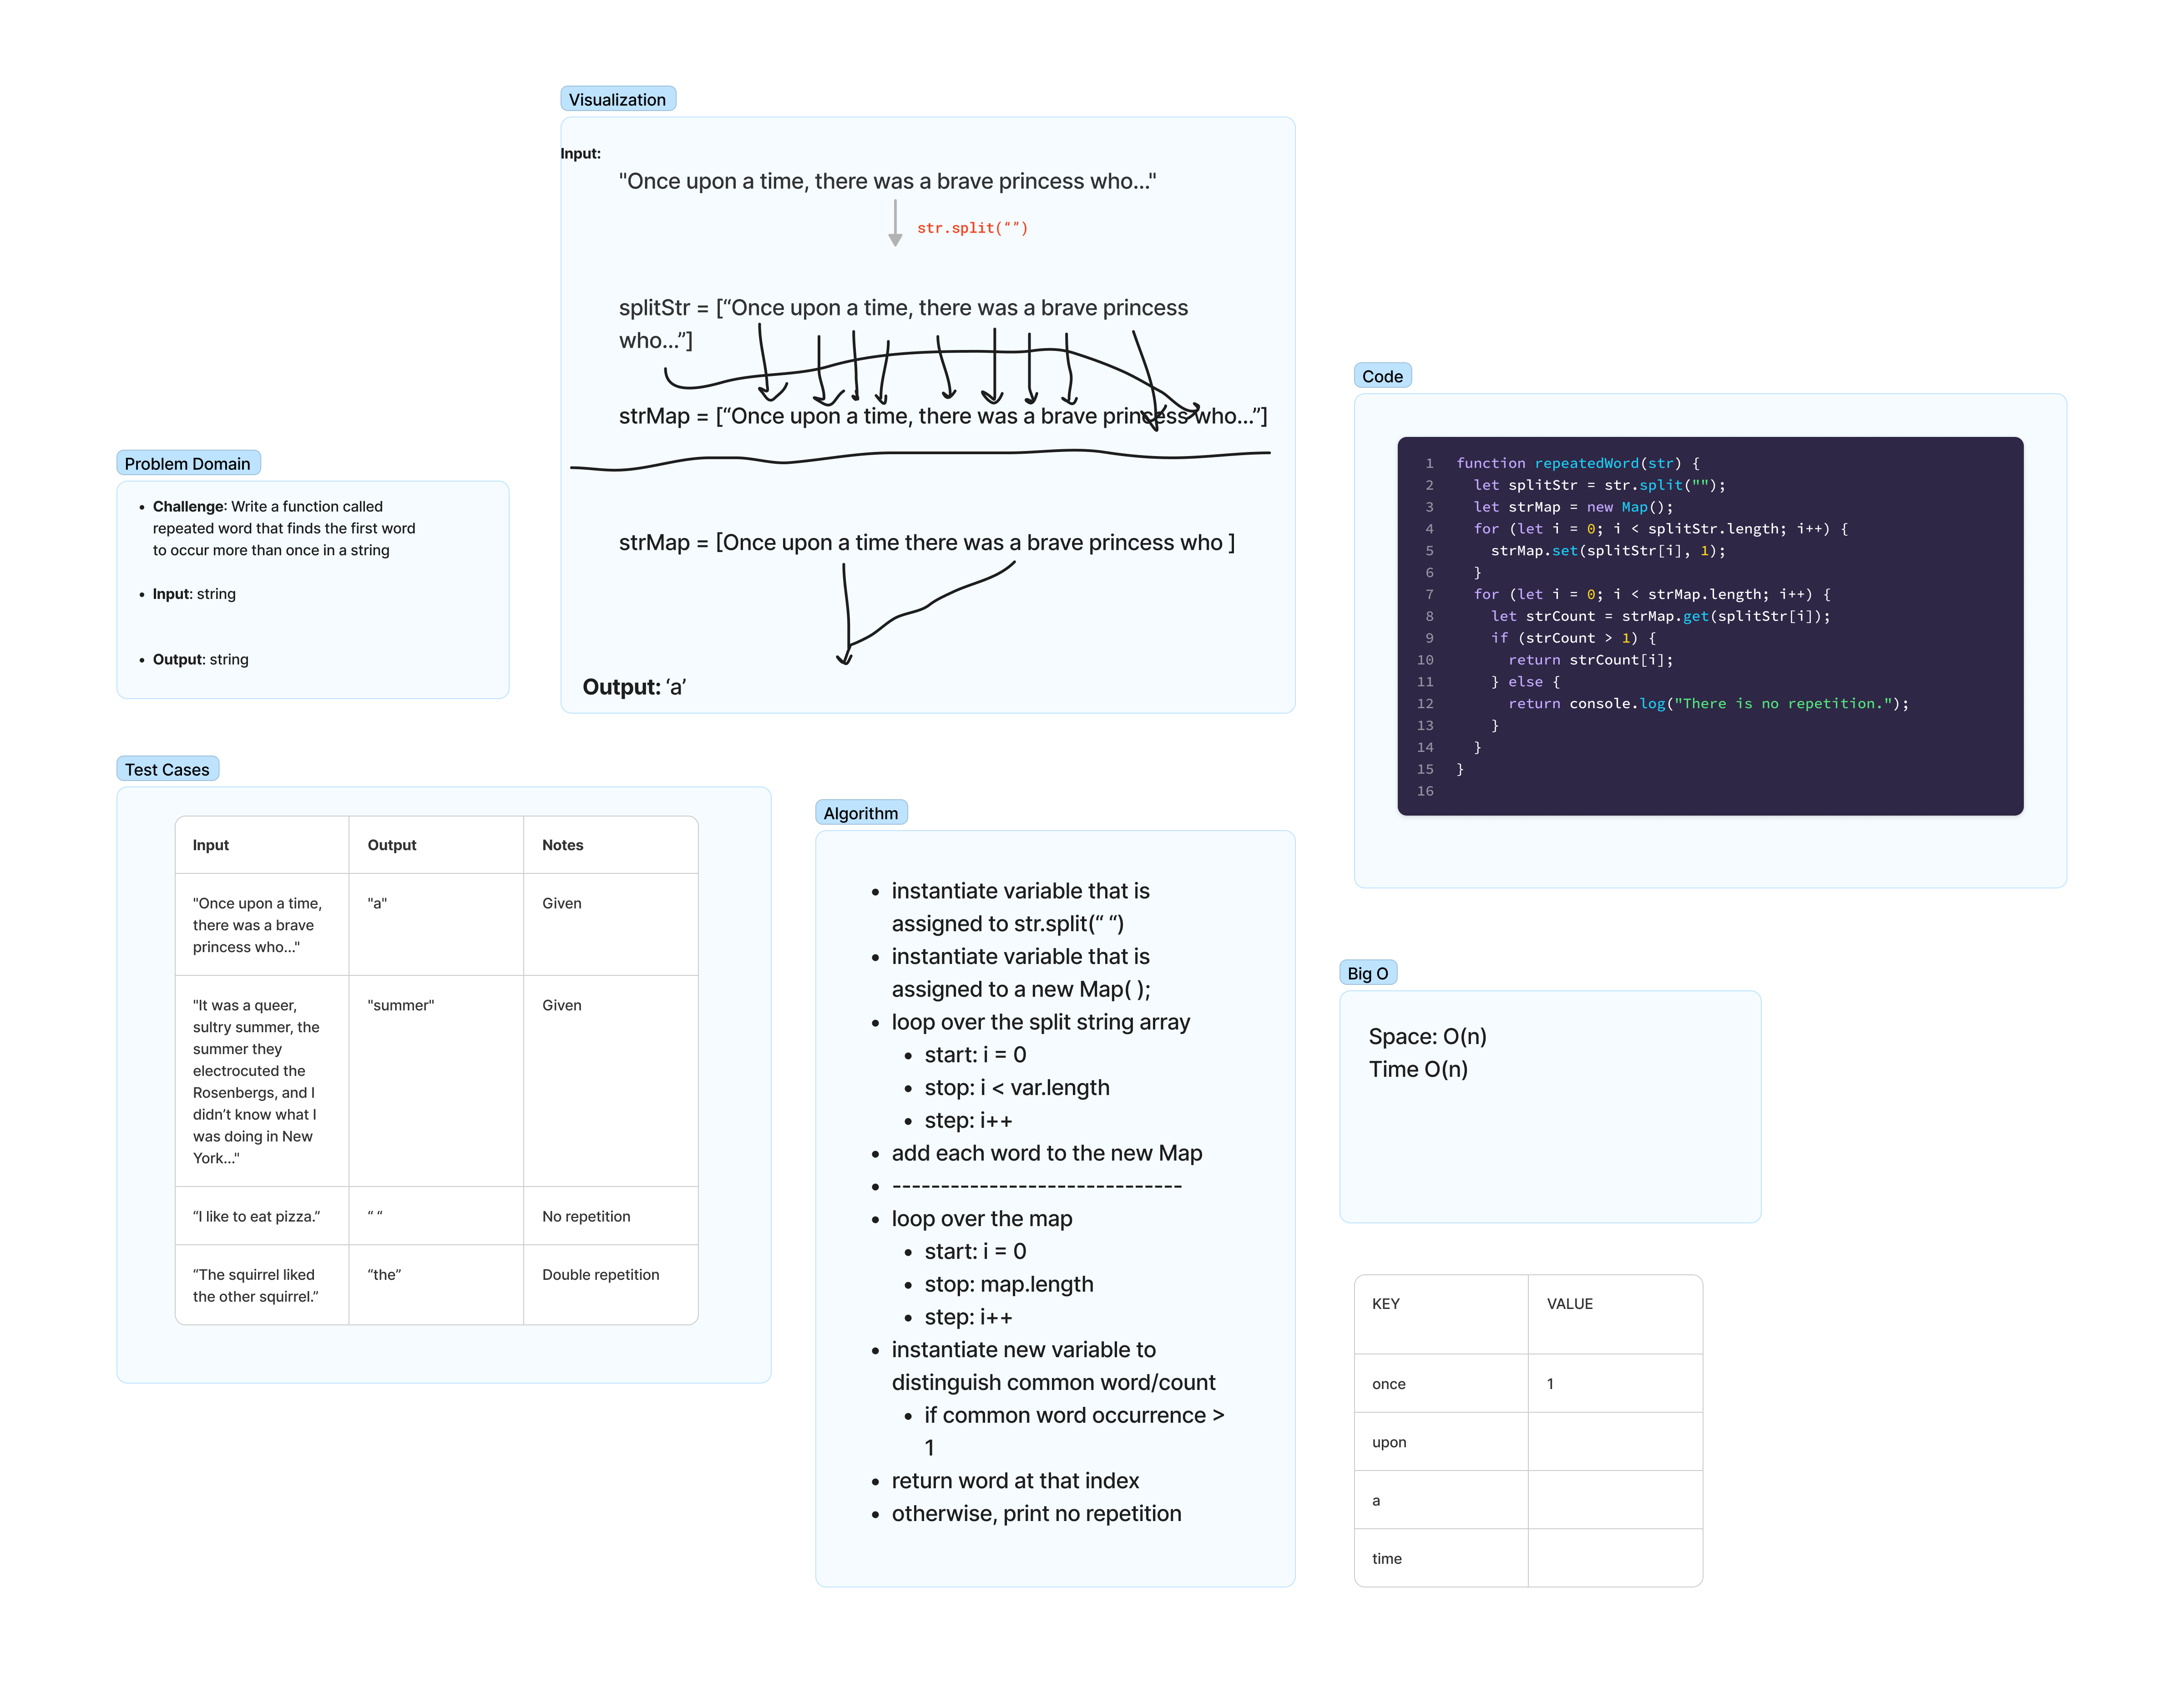 Visualization
Input:
"Once upon a time, there was a brave princess who..."
str.split(“”)
splitStr = [“Once upon a time, there was a brave princess
who...”]
strMap = [“Once upon a time, there was a brave princess who...”]
strMap = [Once upon a time there was a brave princess who ]
Output: ‘a’
Problem Domain
• Challenge: Write a function called
repeated word that finds the first word
to occur more than once in a string
• Input: string
• Output: string
Test Cases
Input Output Notes
"Once upon a time, "a" Given
there was a brave
princess who..."
"It was a queer, "summer" Given
sultry summer, the
summer they
electrocuted the
Rosenbergs, and I
didn’t know what I
was doing in New
York..."
“I like to eat pizza.” “ “ No repetition
“The squirrel liked “the” Double repetition
the other squirrel.”
Algorithm
• instantiate variable that is
assigned to str.split(“ “)
• instantiate variable that is
assigned to a new Map( );
• loop over the split string array
• start: i = 0
• stop: i < var.length
• step: i++
• add each word to the new Map
• ------------------------------
• loop over the map
• start: i = 0
• stop: map.length
• step: i++
• instantiate new variable to
distinguish common word/count
• if common word occurrence >
1
• return word at that index
• otherwise, print no repetition
Code
1 function repeatedWord(str) {
2 let splitStr = str.split("");
3 let strMap = new Map();
4 for (let i = 0; i < splitStr.length; i++) {
5 strMap.set(splitStr[i], 1);
6 }
7 for (let i = 0; i < strMap.length; i++) {
8 let strCount = strMap.get(splitStr[i]);
9 if (strCount > 1) {
10 return strCount[i];
11 } else {
12 return console.log("There is no repetition.");
13 }
14 }
15 }
16
Big O
Space: O(n)
Time O(n)
KEY VALUE
once 1
upon
a
time